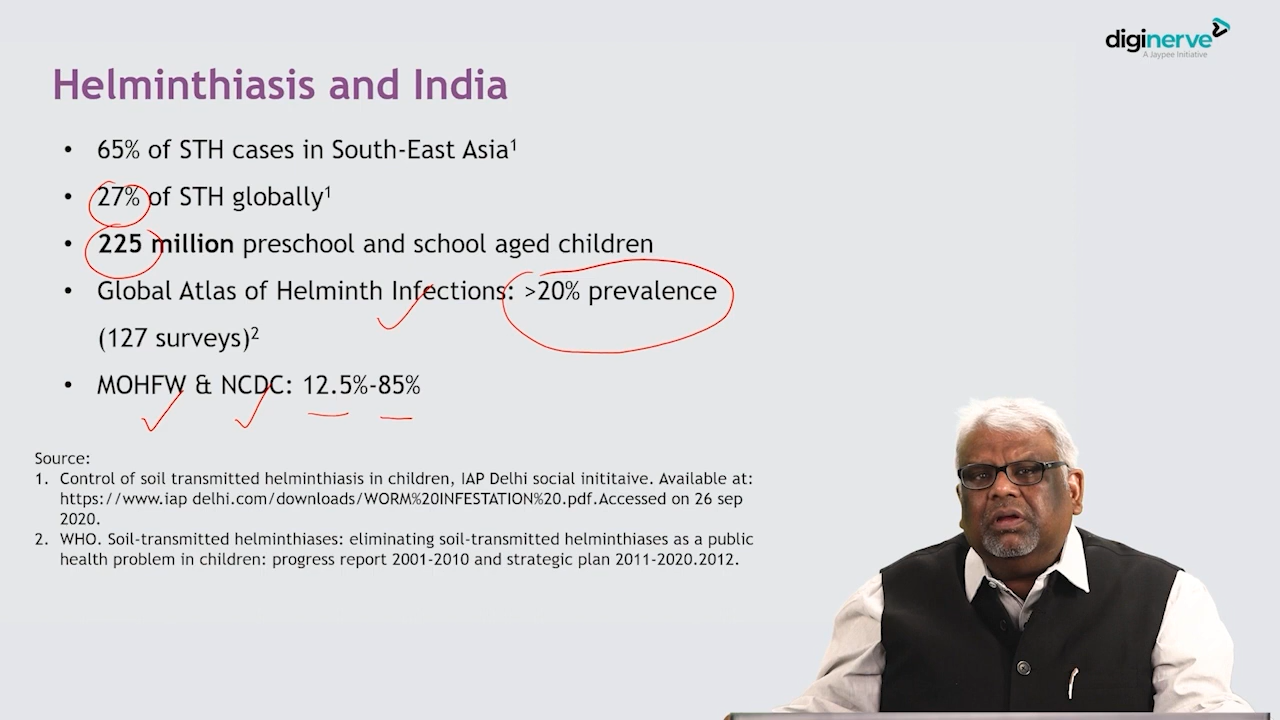 diginerve
A Jaypee Initiative
Helminthiasis and India
• 65% of STH cases in South-East Asia¹
• 27% of STH globally¹
• 225 million preschool and school aged children
• Global Atlas of Helminth Infections: >20% prevalence
(127 surveys)²
• MOHFW & NCDC: 12.5%-85%
Source:
1. Control of soil transmitted helminthiasis in children, IAP Delhi social inititaive. Available at:
https://www.iap delhi.com/downloads/WORM%20INFESTATION%20.pdf.Accessed on 26 sep
2020.
2. WHO. Soil-transmitted helminthiases: eliminating soil-transmitted helminthiases as a public
health problem in children: progress report 2001-2010 and strategic plan 2011-2020.2012.